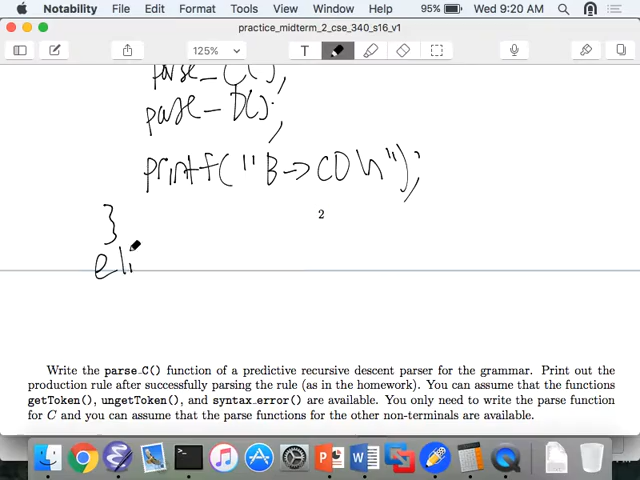 Notability File Edit View Tools Window Help 95% Wed 9:20 AM
practice_midterm_2_cse_340_s16_v1
125% T
parse_C();
parse_D();
printf("B->CD\n");
2
}
eli
Write the parse_C() function of a predictive recursive descent parser for the grammar. Print out the
production rule after successfully parsing the rule (as in the homework). You can assume that the functions
getToken(), ungetToken(), and syntax_error() are available. You only need to write the parse function
for C and you can assume that the parse functions for the other non-terminals are available.